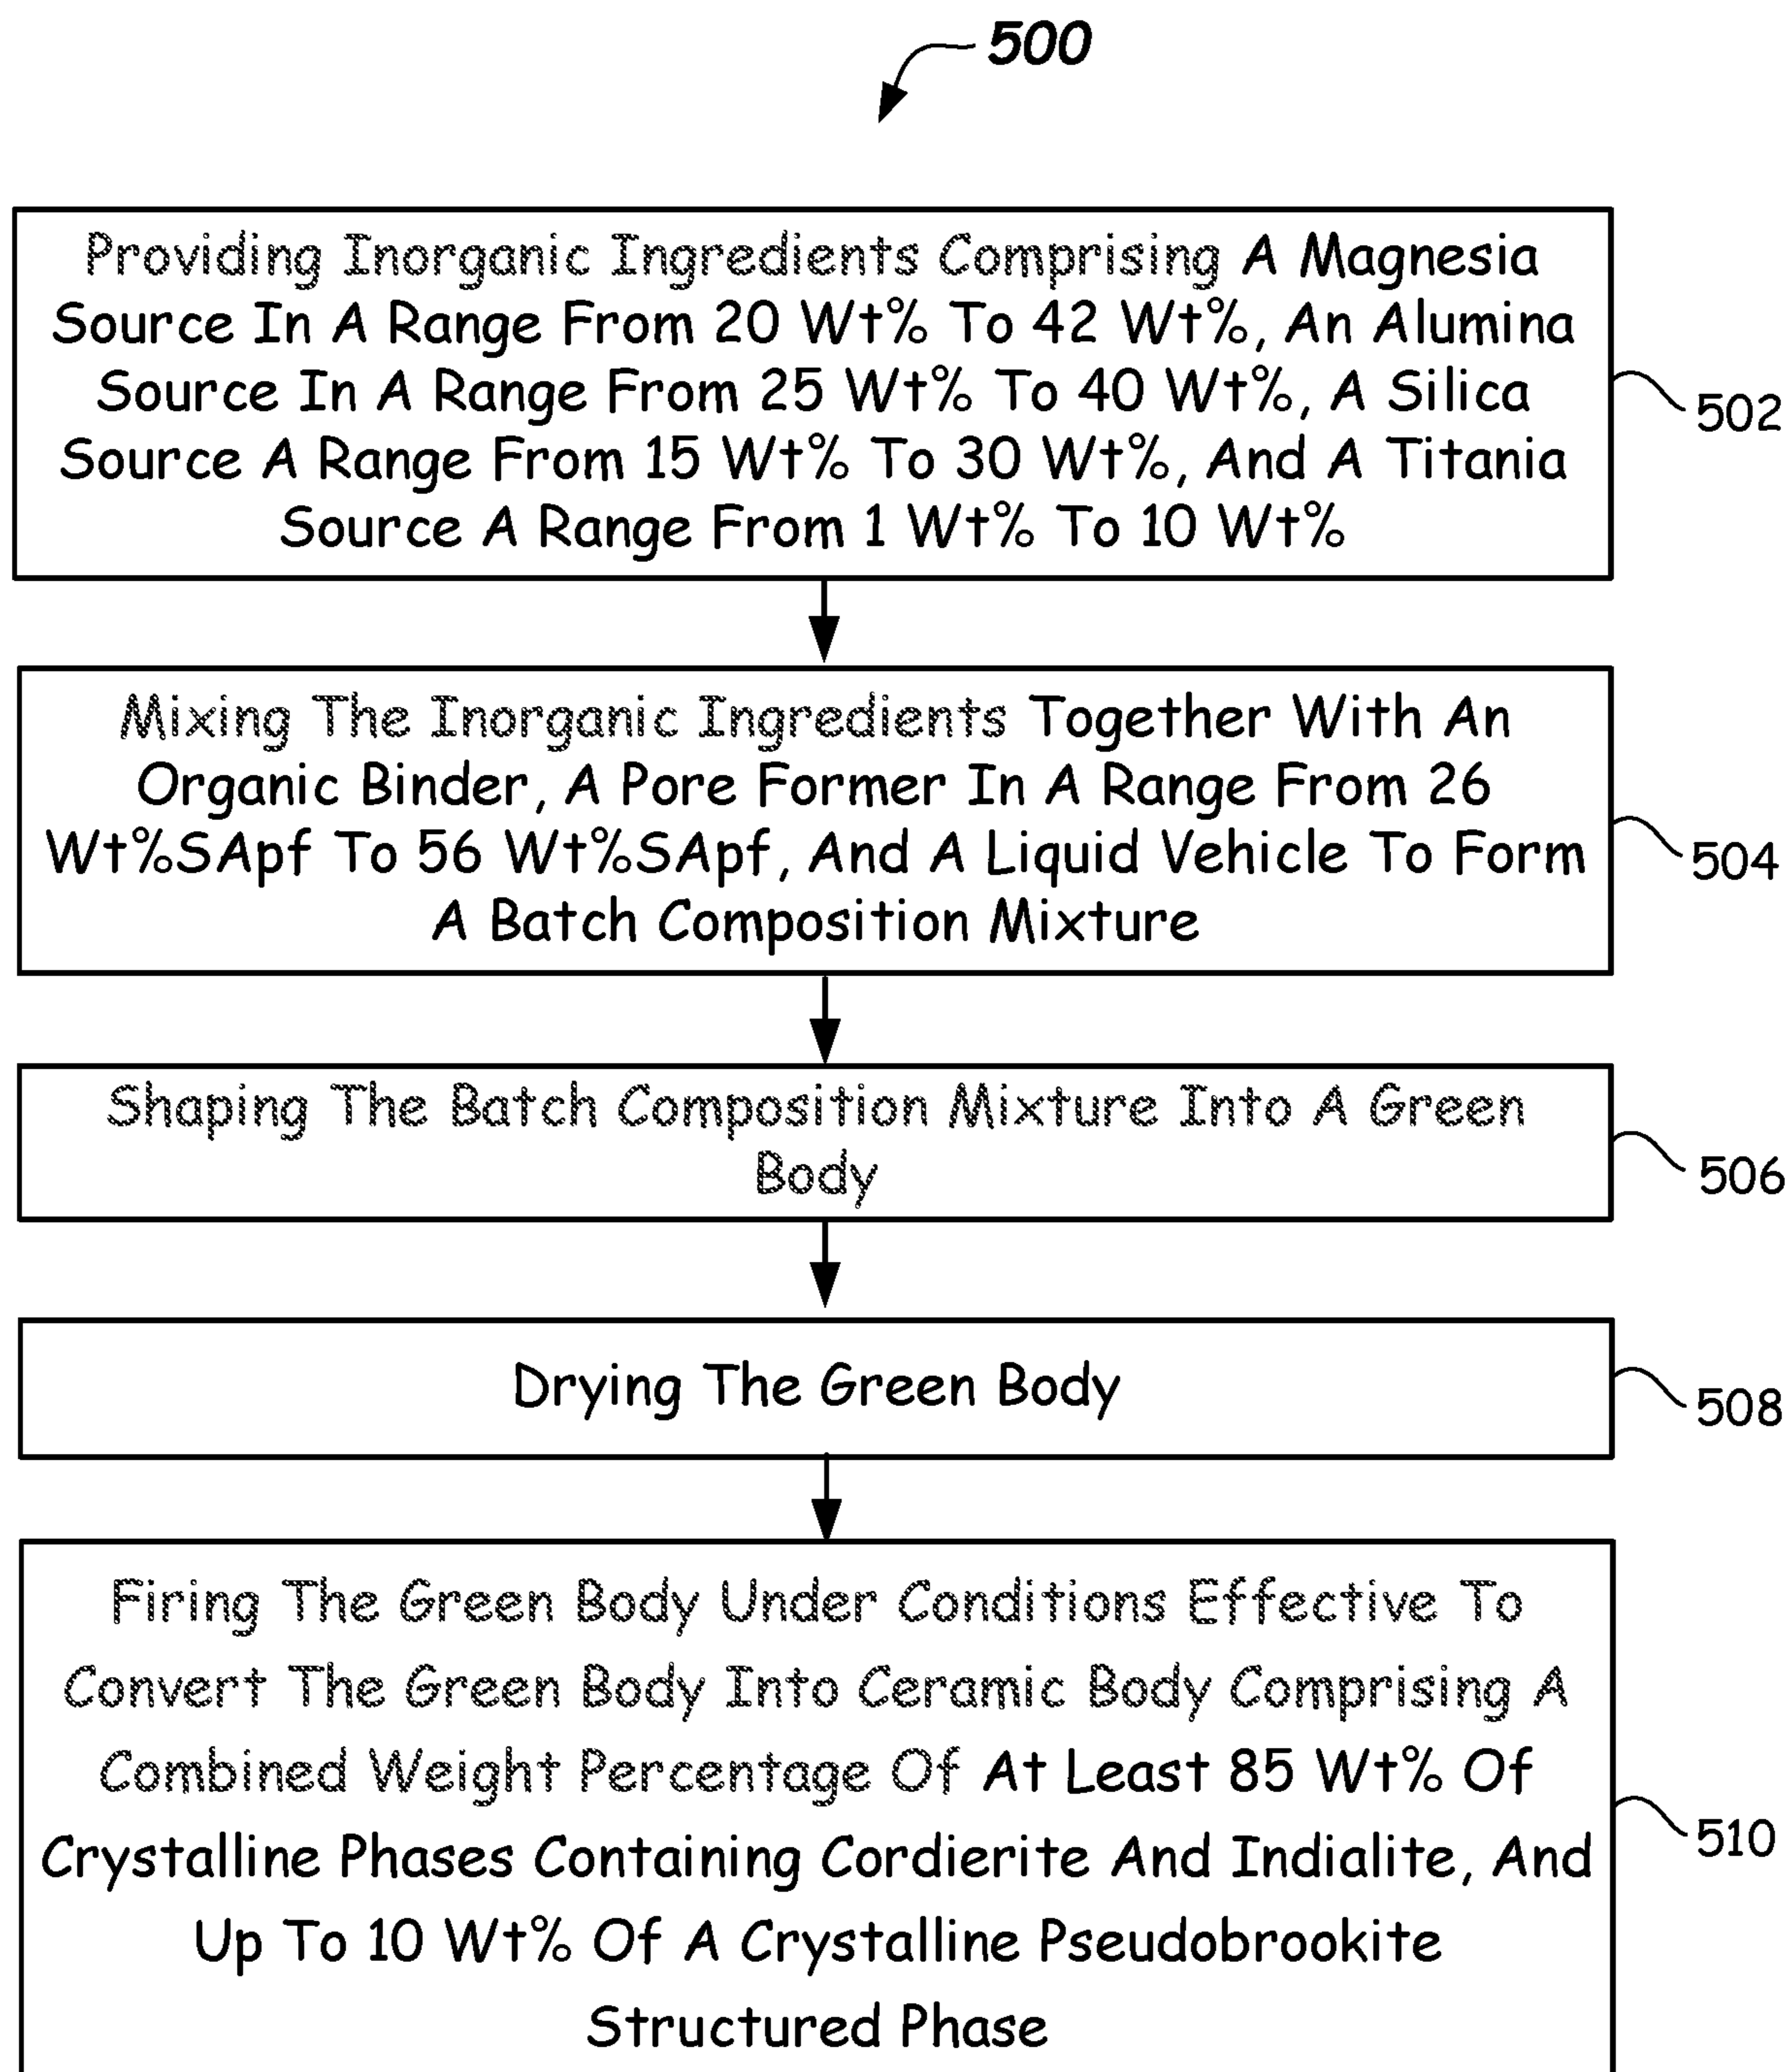 500
Providing Inorganic Ingredients Comprising A Magnesia
Source In A Range From 20 Wt% To 42 Wt%, An Alumina
Source In A Range From 25 Wt% To 40 Wt%, A Silica
Source A Range From 15 Wt% To 30 Wt%, And A Titania
Source A Range From 1 Wt% To 10 Wt%
502
Mixing The Inorganic Ingredients Together With An
Organic Binder, A Pore Former In A Range From 26
Wt%SApf To 56 Wt%SApf, And A Liquid Vehicle To Form
A Batch Composition Mixture
504
Shaping The Batch Composition Mixture Into A Green
Body
506
Drying The Green Body
508
Firing The Green Body Under Conditions Effective To
Convert The Green Body Into Ceramic Body Comprising A
Combined Weight Percentage Of At Least 85 Wt% Of
Crystalline Phases Containing Cordierite And Indialite, And
Up To 10 Wt% Of A Crystalline Pseudobrookite
Structured Phase
510